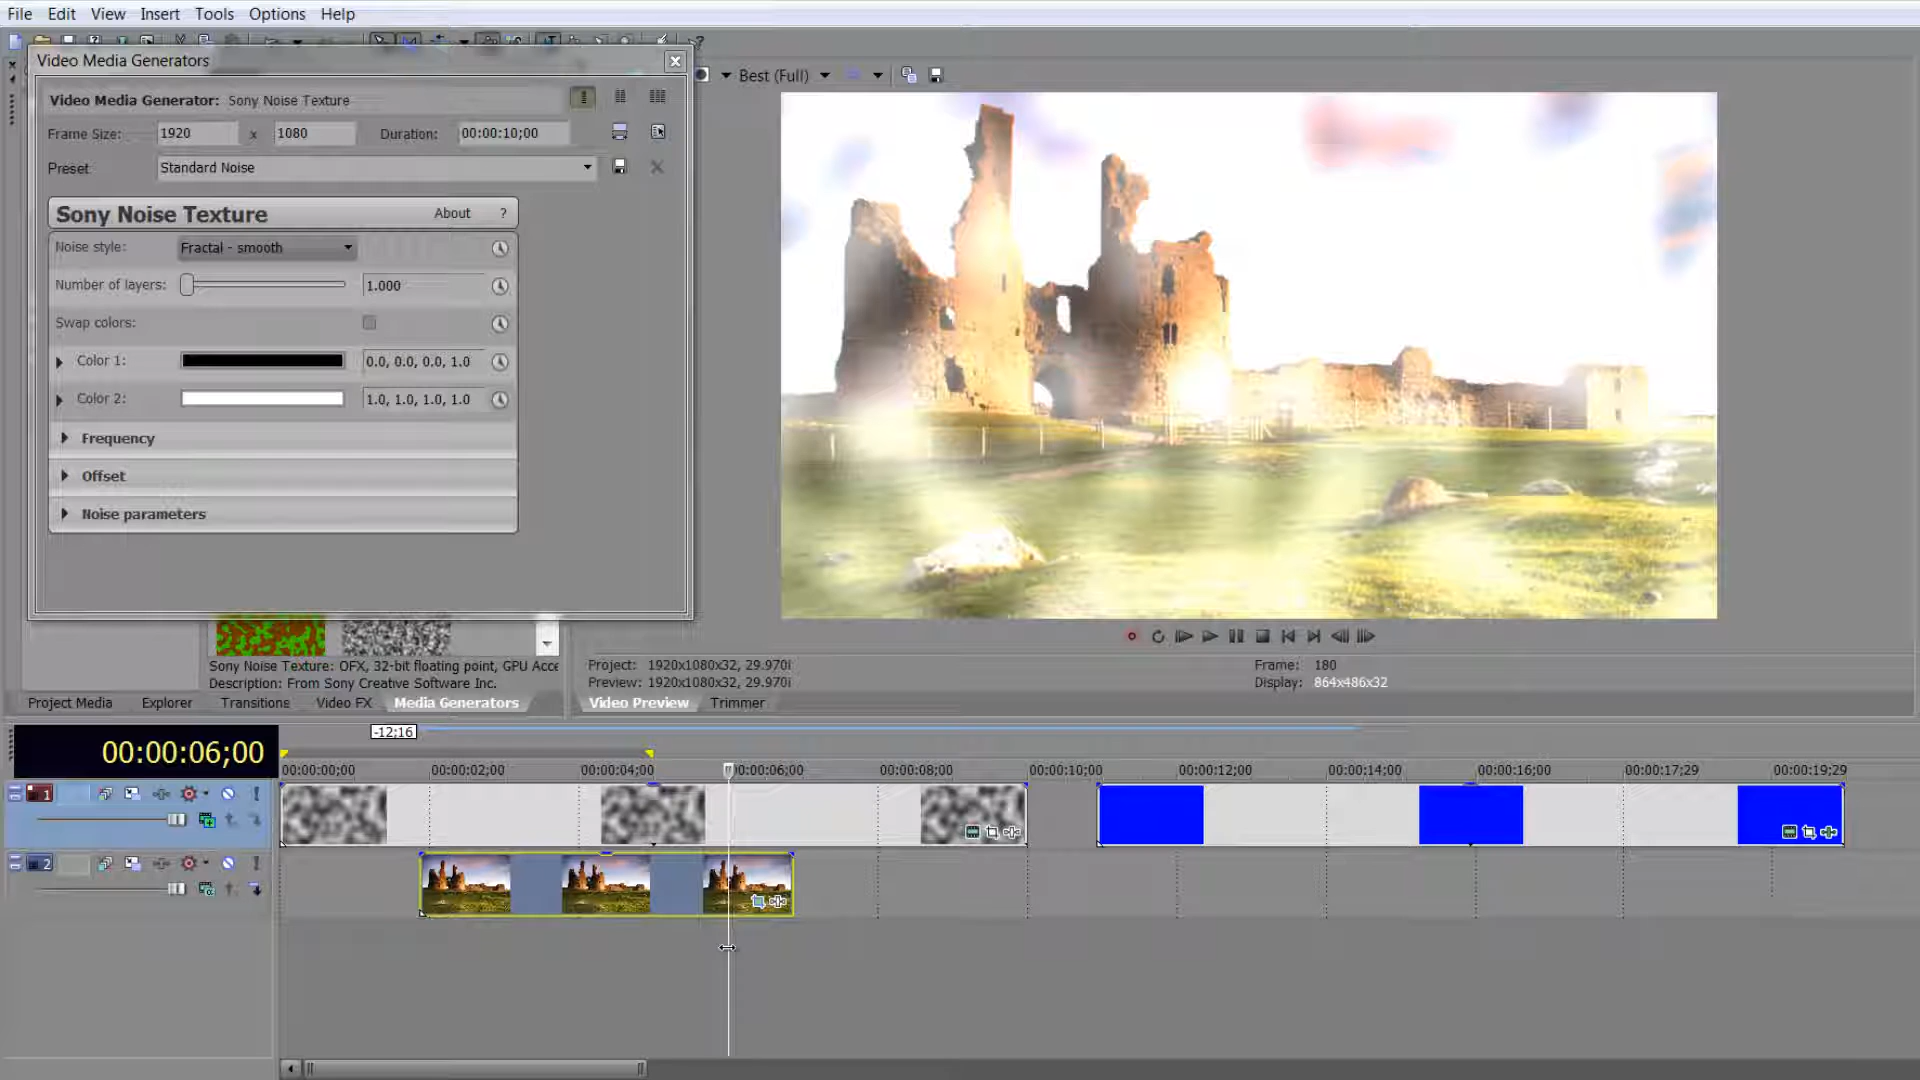 File Edit View Insert Tools Options Help
Video Media Generators
Best (Full)
Video Media Generator: Sony Noise Texture
Frame Size: 1920 x 1080 Duration: 00:00:10;00
Preset: Standard Noise
Sony Noise Texture About ?
Noise style: Fractal - smooth
Number of layers: 1.000
Swap colors:
Color 1: 0.0, 0.0, 0.0, 1.0
Color 2: 1.0, 1.0, 1.0, 1.0
Frequency
Offset
Noise parameters
Sony Noise Texture: OFX, 32-bit floating point, GPU Acce
Description: From Sony Creative Software Inc.
Project: 1920x1080x32, 29.970i
Preview: 1920x1080x32, 29.970i
Frame: 180
Display: 864x486x32
Project Media Explorer Transitions Video FX Media Generators
Video Preview Trimmer
-12;16
00:00:06;00
00:00:00;00 00:00:02;00 00:00:04;00 00:00:06;00 00:00:08;00 00:00:10;00 00:00:12;00 00:00:14;00 00:00:16;00 00:00:17;29 00:00:19;29
1
2